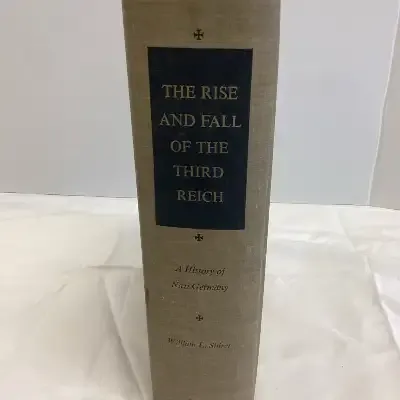 THE RISE
AND FALL
OF THE
THIRD
REICH
A History of
Nazi Germany
William L. Shirer